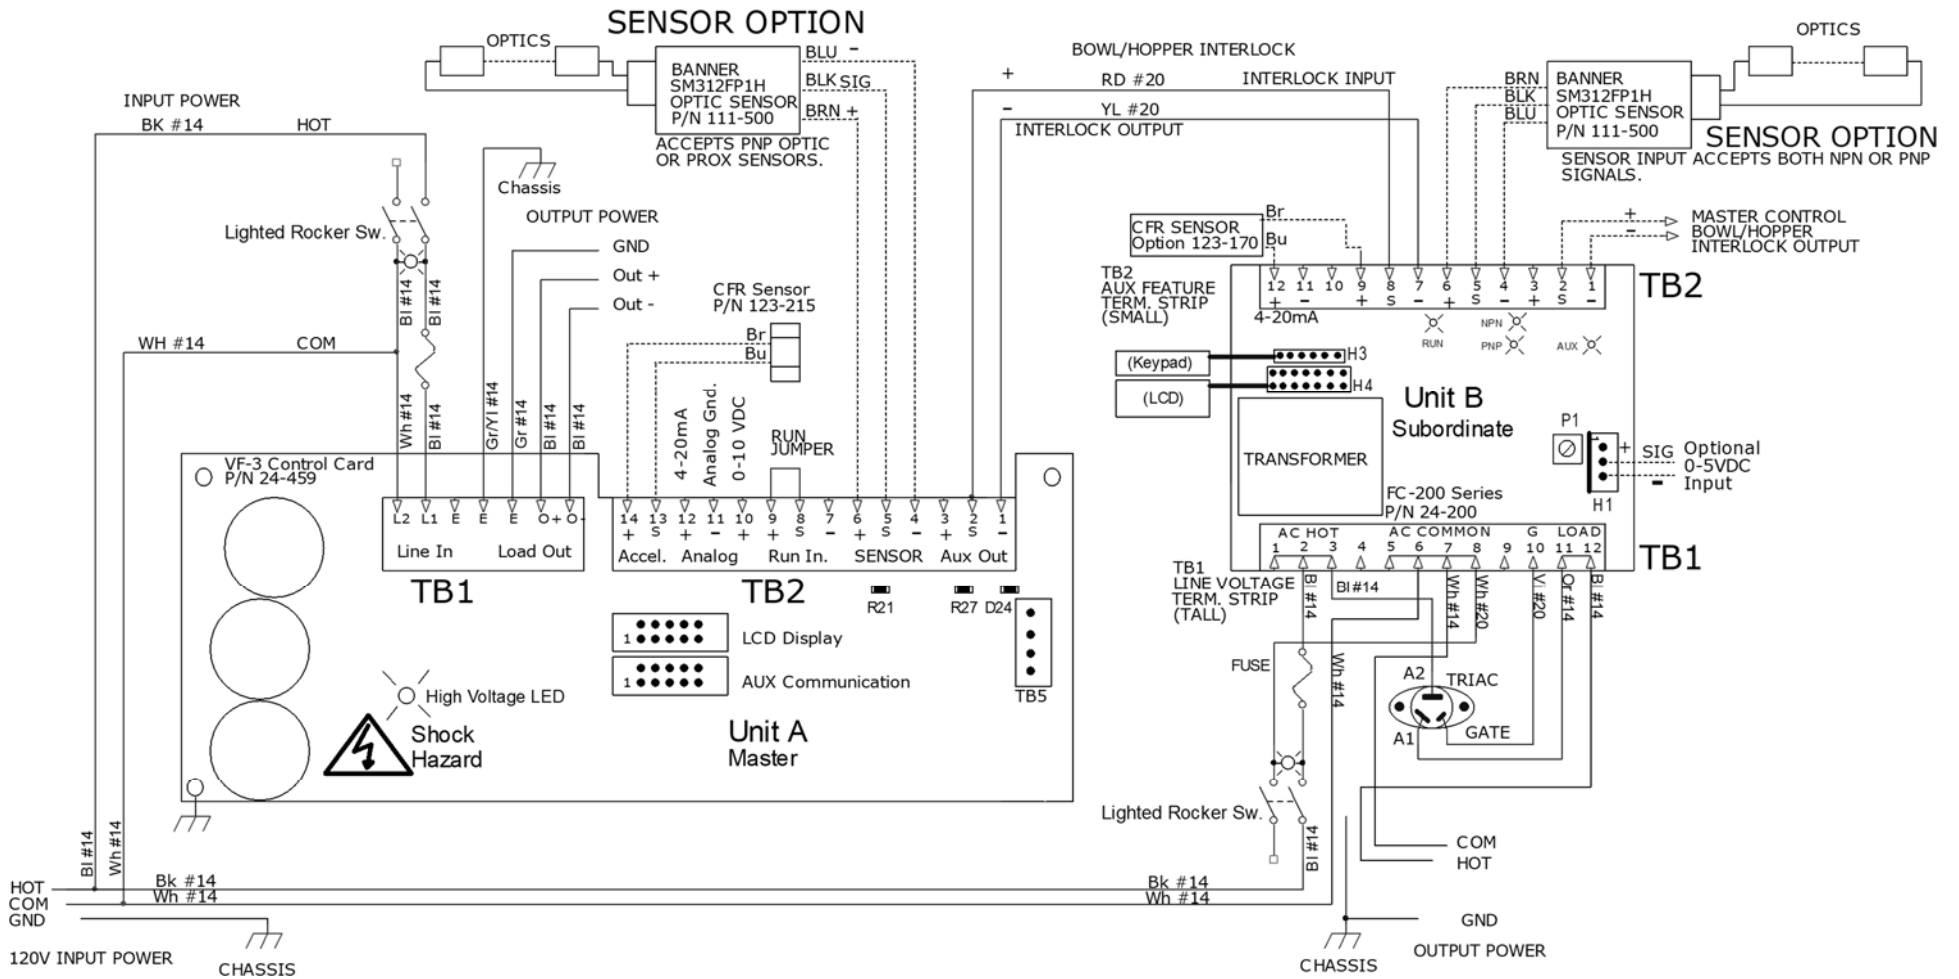 SENSOR OPTION
OPTICS
BANNER
SM312FP1H
OPTIC SENSOR
P/N 111-500
BLU -
BLK SIG
BRN +
ACCEPTS PNP OPTIC
OR PROX SENSORS.
BOWL/HOPPER INTERLOCK
+ RD #20 INTERLOCK INPUT
- YL #20
INTERLOCK OUTPUT
OPTICS
BRN
BLK
BLU
BANNER
SM312FP1H
OPTIC SENSOR
P/N 111-500
SENSOR OPTION
SENSOR INPUT ACCEPTS BOTH NPN OR PNP
SIGNALS.
INPUT POWER
BK #14 HOT
Lighted Rocker Sw.
Bl #14
Bl #14
WH #14 COM
Wh #14
Bl #14
Chassis
OUTPUT POWER
GND
Out +
Out -
Gr/Yl #14
Gr #14
Bl #14
Bl #14
CFR Sensor
P/N 123-215
Br
Bu
4-20mA
Analog Gnd.
0-10 VDC
RUN
JUMPER
CFR SENSOR
Option 123-170
Br
Bu
+ MASTER CONTROL
- BOWL/HOPPER
INTERLOCK OUTPUT
TB2
AUX FEATURE
TERM. STRIP
(SMALL)
12 11 10 9 8 7 6 5 4 3 2 1
+ - + S - + S - + S -
TB2
4-20mA
RUN
NPN
PNP
AUX
(Keypad)
H3
(LCD)
H4
Unit B
Subordinate
TRANSFORMER
P1
1
+
SIG
-
Optional
0-5VDC
Input
H1
FC-200 Series
P/N 24-200
VF-3 Control Card
P/N 24-459
L2 L1 E E E O+ O-
Line In Load Out
TB1
14 13 12 11 10 9 8 7 6 5 4 3 2 1
+ S + - + + S - + S - + S -
Accel. Analog Run In. SENSOR Aux Out
TB2
R21
R27
D24
1
LCD Display
1
AUX Communication
TB5
High Voltage LED
Shock
Hazard
Unit A
Master
AC HOT AC COMMON G LOAD
1 2 3 4 5 6 7 8 9 10 11 12
TB1
TB1
LINE VOLTAGE
TERM. STRIP
(TALL)
Bl #14
Bl #14
Wh #14
Wh #20
Vi #20
Or #14
Bl #14
FUSE
Wh #14
A2
TRIAC
A1
GATE
Lighted Rocker Sw.
Bl #14
COM
HOT
Bl #14
Wh #14
HOT
COM
GND
Bk #14
Wh #14
Bk #14
Wh #14
120V INPUT POWER
CHASSIS
GND
OUTPUT POWER
CHASSIS